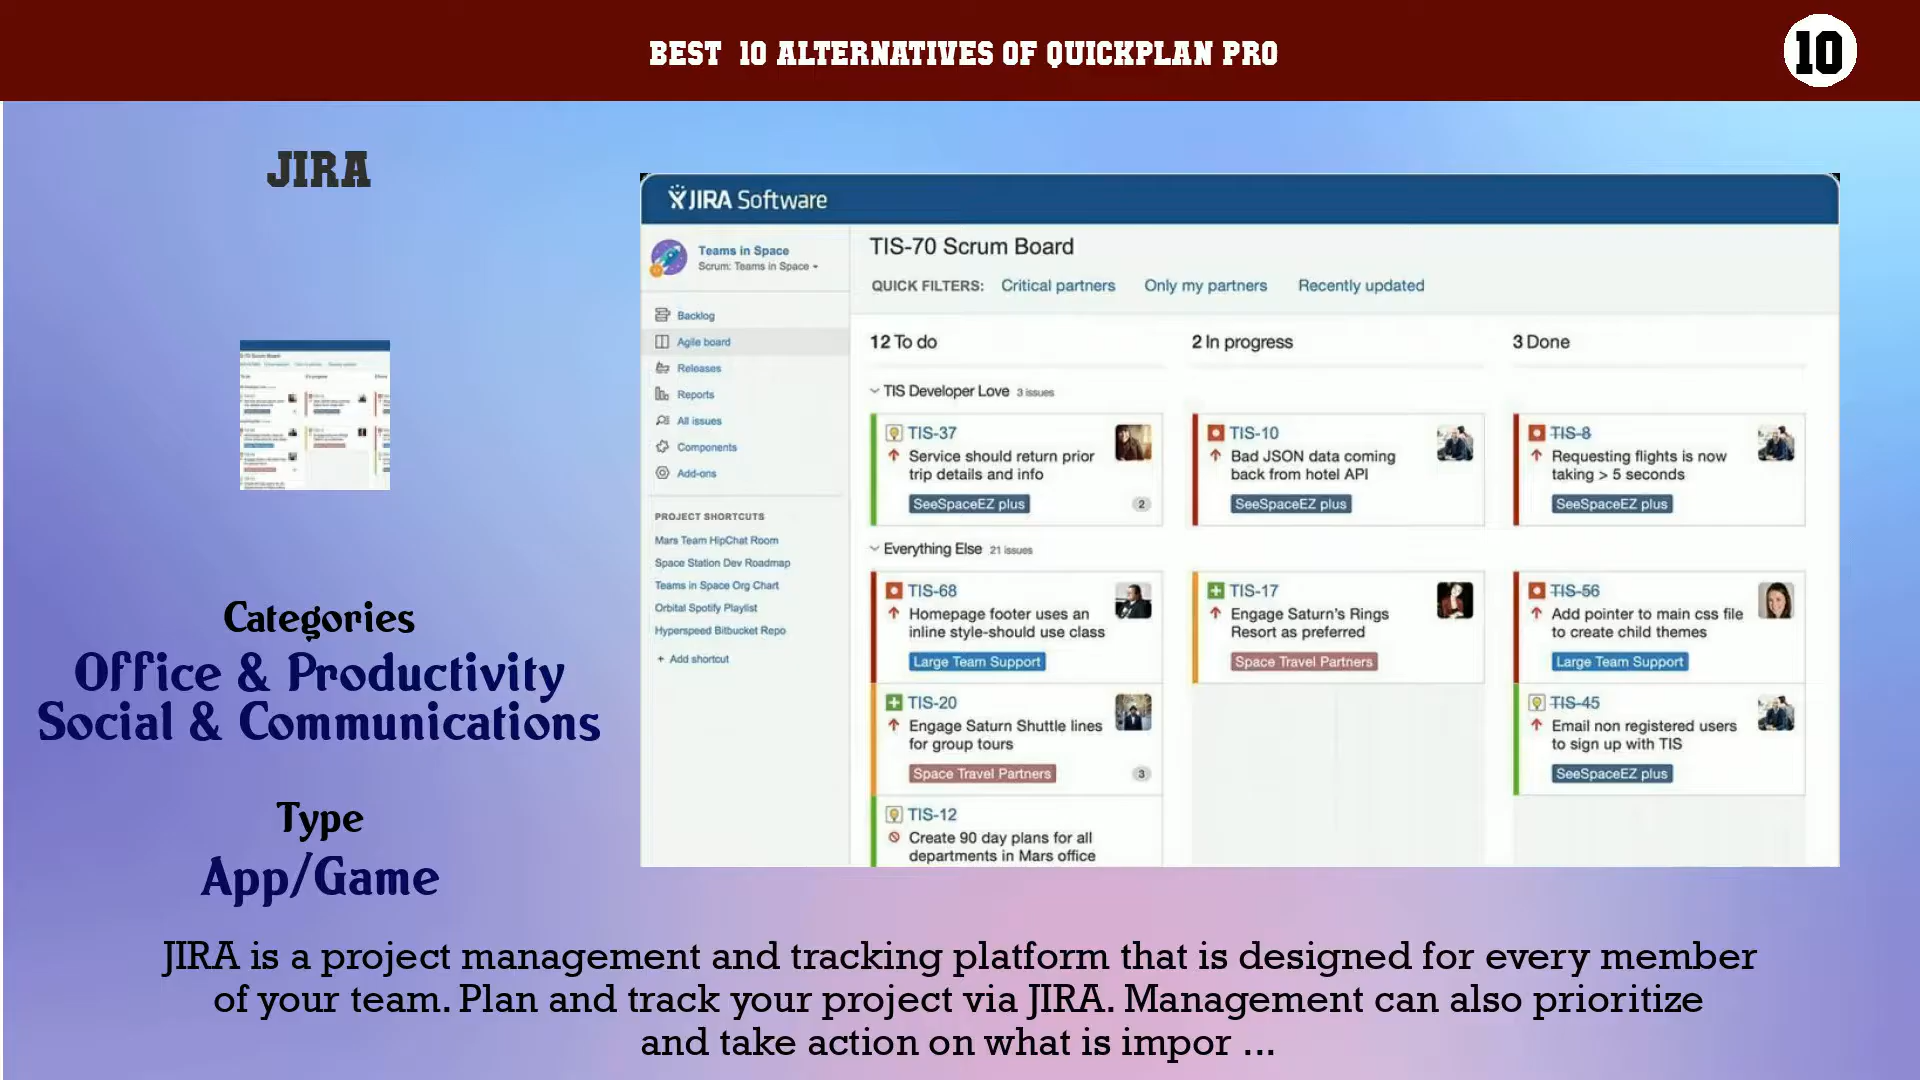 BEST 10 ALTERNATIVES OF QUICKPLAN PRO
10
JIRA
Categories
Office & Productivity
Social & Communications
Type
App/Game
JIRA Software
Teams in Space
Scrum: Teams in Space
Backlog
Agile board
Releases
Reports
All issues
Components
Add-ons
PROJECT SHORTCUTS
Mars Team HipChat Room
Space Station Dev Roadmap
Teams in Space Org Chart
Orbital Spotify Playlist
Hyperspeed Bitbucket Repo
+ Add shortcut
TIS-70 Scrum Board
QUICK FILTERS: Critical partners Only my partners Recently updated
12 To do
2 In progress
3 Done
TIS Developer Love 3 issues
TIS-37
Service should return prior
trip details and info
SeeSpaceEZ plus
2
TIS-10
Bad JSON data coming
back from hotel API
SeeSpaceEZ plus
TIS-8
Requesting flights is now
taking > 5 seconds
SeeSpaceEZ plus
Everything Else 21 issues
TIS-68
Homepage footer uses an
inline style-should use class
Large Team Support
TIS-17
Engage Saturn's Rings
Resort as preferred
Space Travel Partners
TIS-56
Add pointer to main css file
to create child themes
Large Team Support
TIS-20
Engage Saturn Shuttle lines
for group tours
Space Travel Partners
3
TIS-45
Email non registered users
to sign up with TIS
SeeSpaceEZ plus
TIS-12
Create 90 day plans for all
departments in Mars office
JIRA is a project management and tracking platform that is designed for every member
of your team. Plan and track your project via JIRA. Management can also prioritize
and take action on what is impor ...